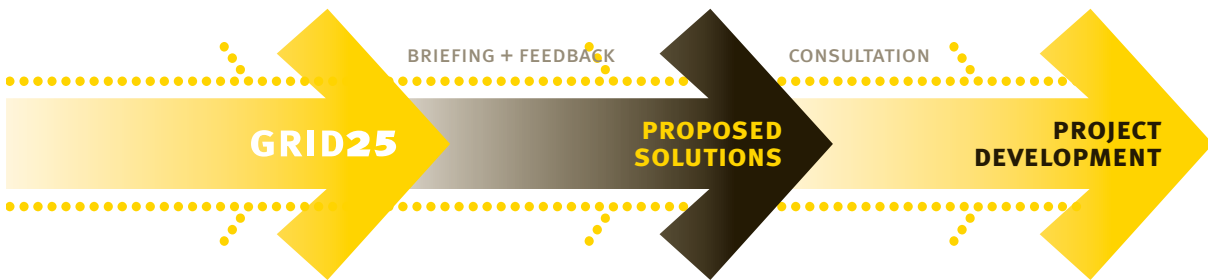 BRIEFING + FEEDBACK
CONSULTATION
GRID25
PROPOSED
SOLUTIONS
PROJECT
DEVELOPMENT